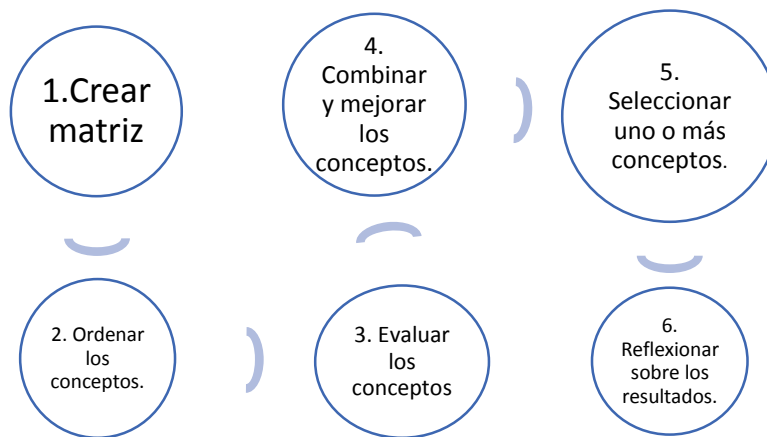 1.Crear
matriz
2. Ordenar
los
conceptos.
3. Evaluar
los
conceptos
4.
Combinar
y mejorar
los
conceptos.
5.
Seleccionar
uno o más
conceptos.
6.
Reflexionar
sobre los
resultados.